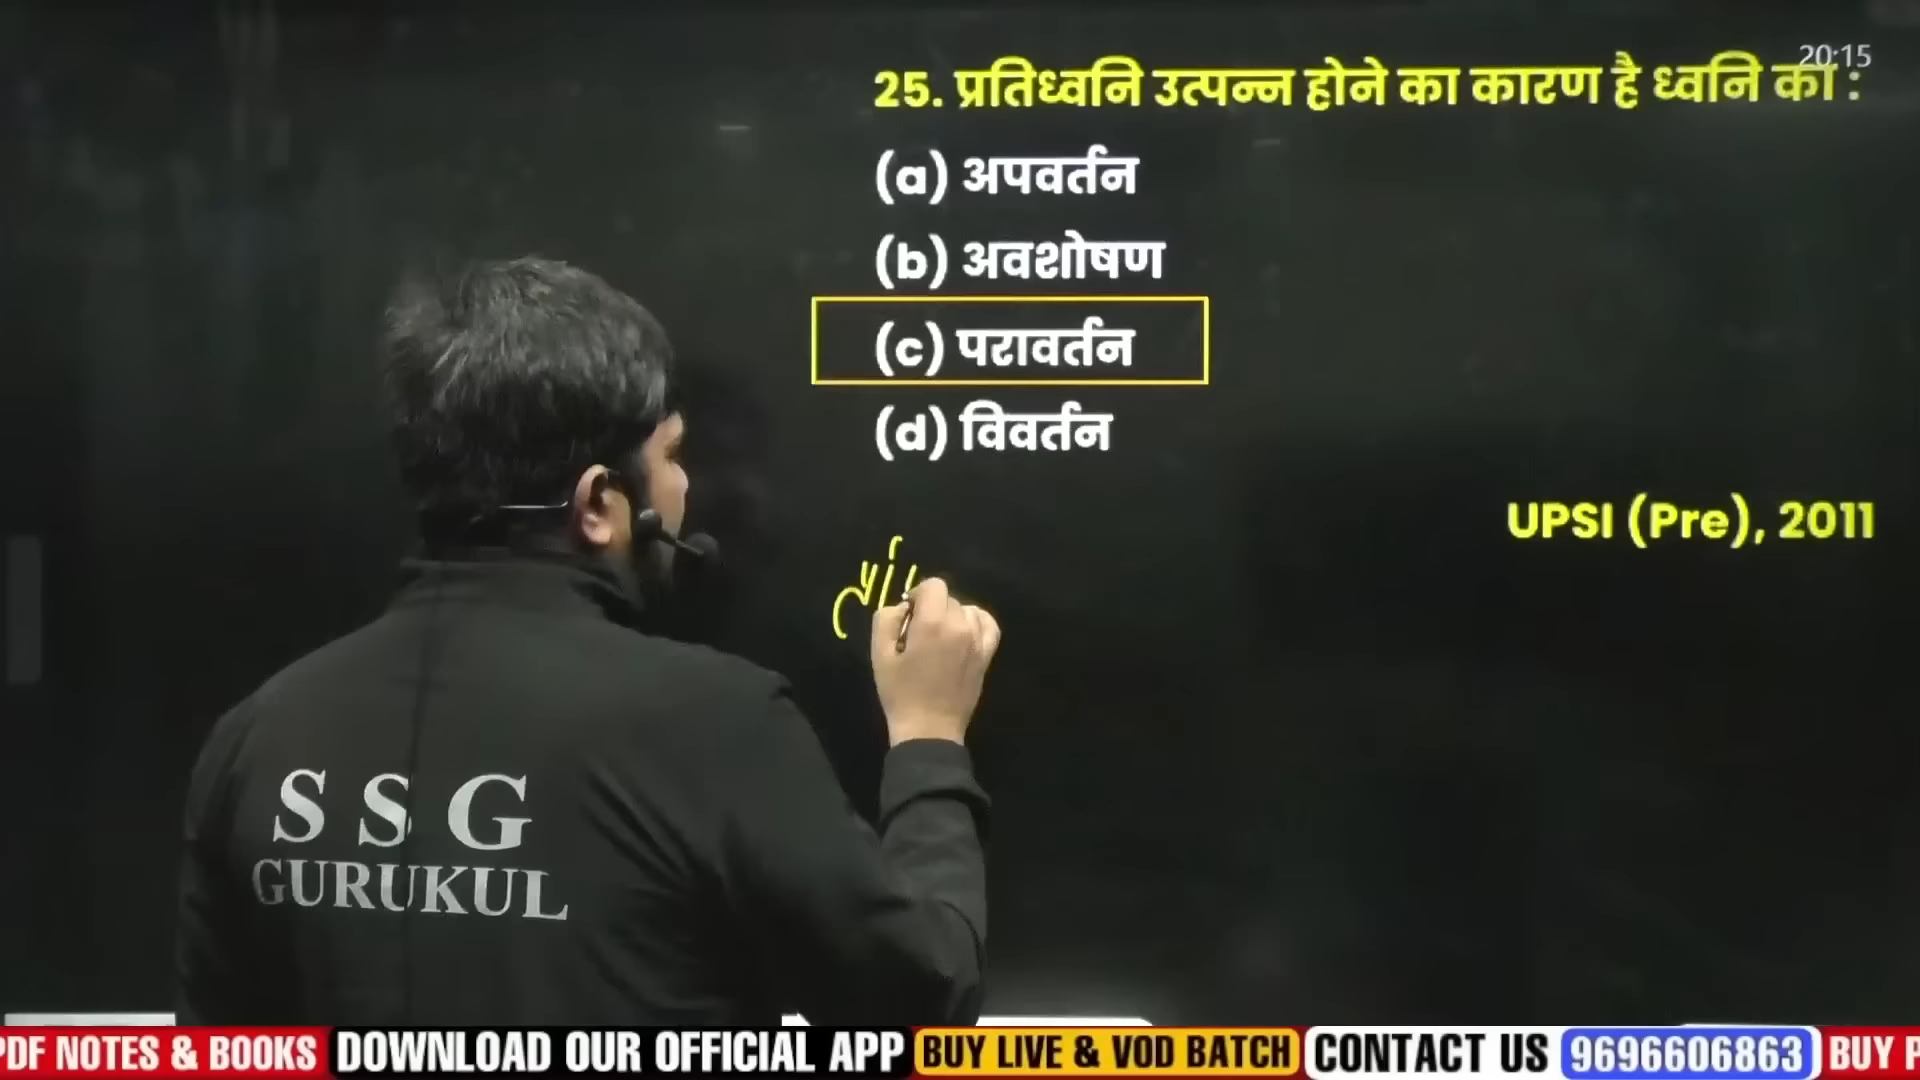 20:15
25. प्रतिध्वनि उत्पन्न होने का कारण है ध्वनि का :
(a) अपवर्तन
(b) अवशोषण
(c) परावर्तन
(d) विवर्तन
UPSI (Pre), 2011
S S G
GURUKUL
PDF NOTES & BOOKS DOWNLOAD OUR OFFICIAL APP BUY LIVE & VOD BATCH CONTACT US 9696606863 BUY